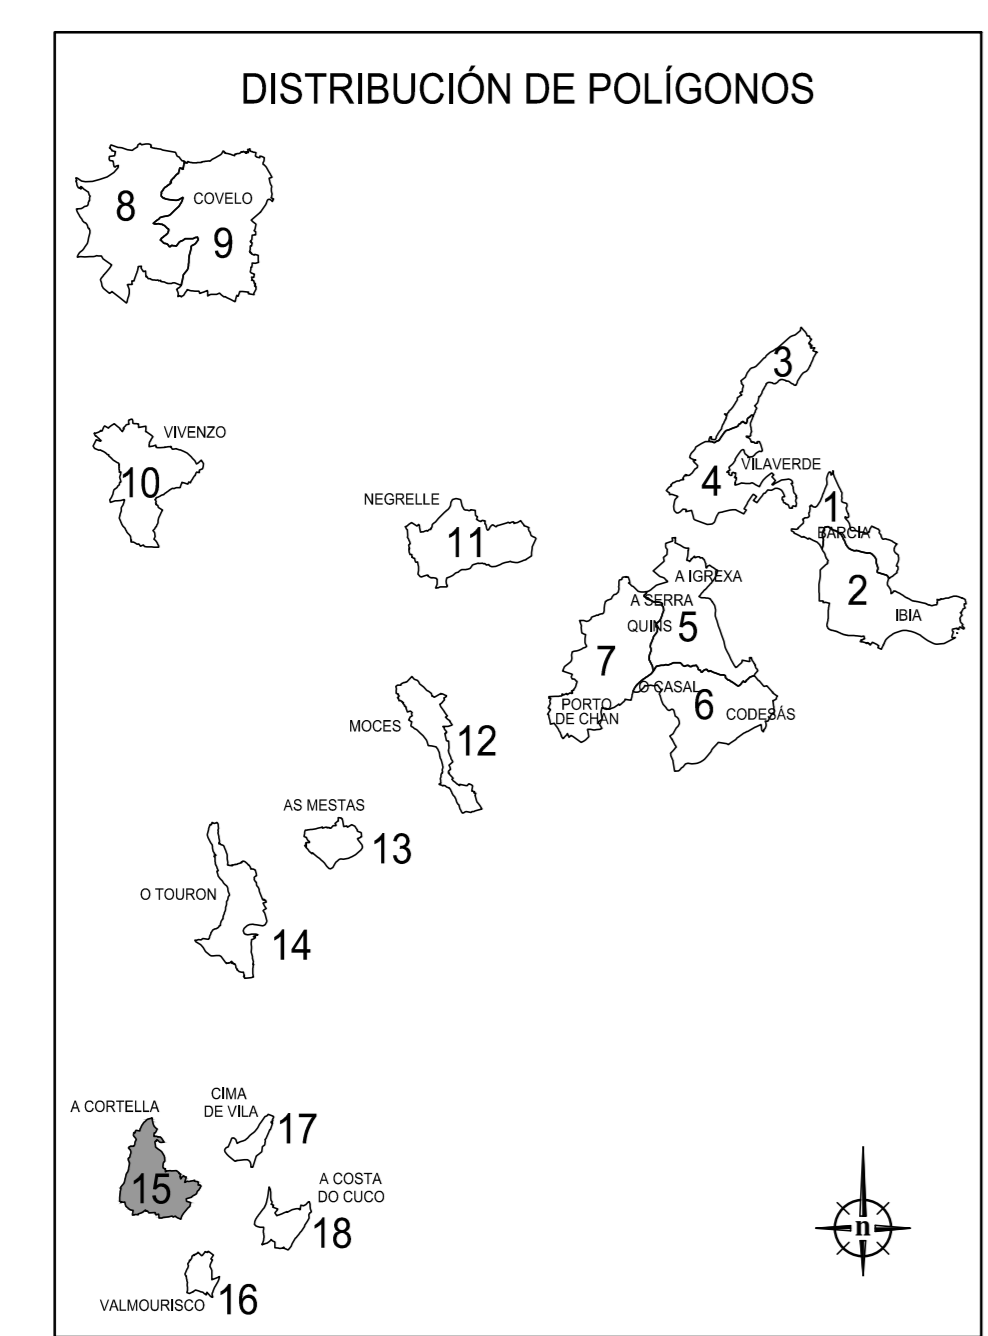 DISTRIBUCIÓN DE POLÍGONOS
8
COVELO
9
3
VIVENZO
10
4
VILAVERDE
NEGRELLE
11
1
BARCIA
2
IBIA
A IGREXA
A SERRA
QUINS
5
7
O CASAL
6
PORTO
DE CHAN
CODESÁS
MOCES
12
AS MESTAS
13
O TOURON
14
A CORTELLA
15
CIMA
DE VILA
17
A COSTA
DO CUCO
18
VALMOURISCO
16
n